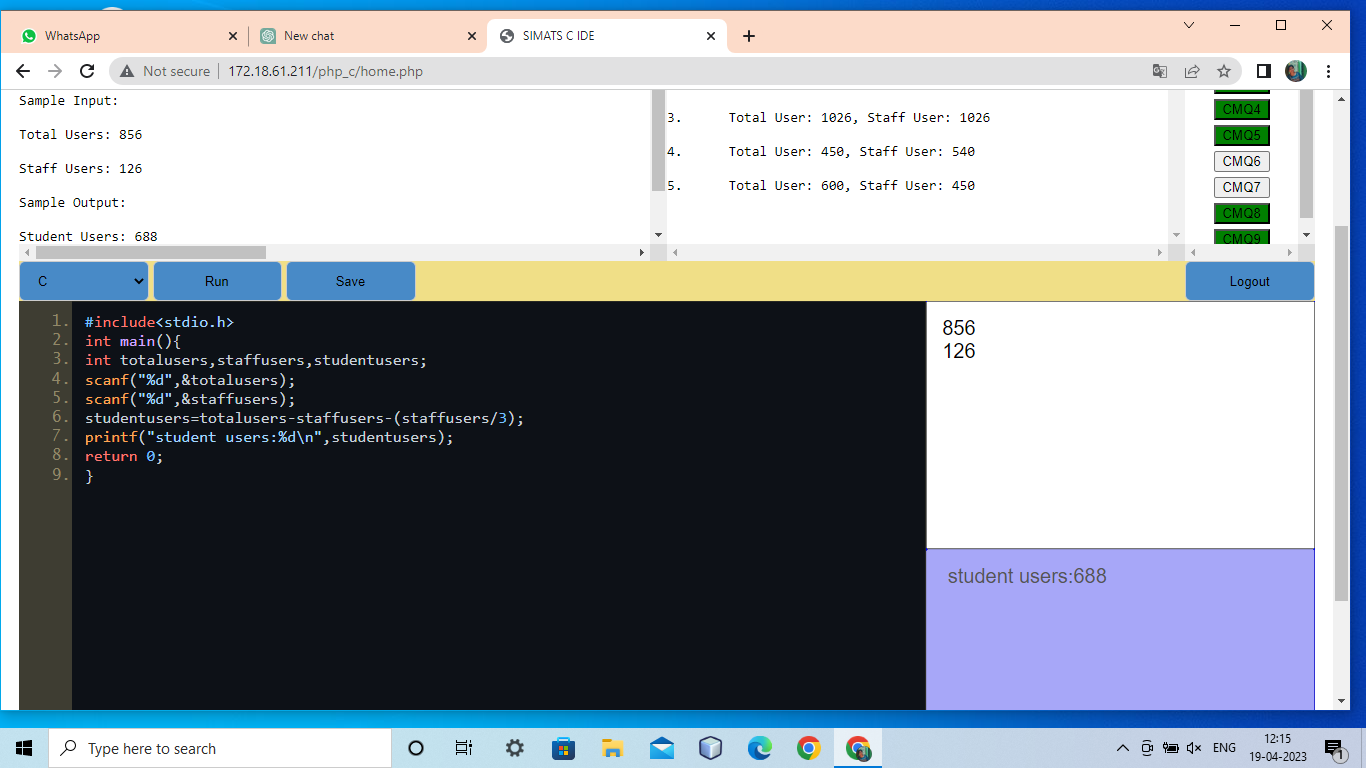 WhatsApp
New chat
SIMATS C IDE
Not secure
172.18.61.211/php_c/home.php
Sample Input:
Total Users: 856
Staff Users: 126
Sample Output:
Student Users: 688
3. Total User: 1026, Staff User: 1026
4. Total User: 450, Staff User: 540
5. Total User: 600, Staff User: 450
CMQ4
CMQ5
CMQ6
CMQ7
CMQ8
CMQ9
C
Run
Save
Logout
1. #include<stdio.h>
2. int main(){
3. int totalusers,staffusers,studentusers;
4. scanf("%d",&totalusers);
5. scanf("%d",&staffusers);
6. studentusers=totalusers-staffusers-(staffusers/3);
7. printf("student users:%d\n",studentusers);
8. return 0;
9. }
856
126
student users:688
Type here to search
ENG
12:15
19-04-2023
1